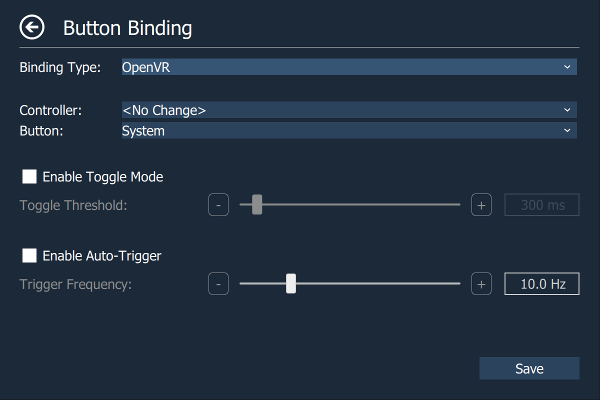 Button Binding
Binding Type: OpenVR
Controller: <No Change>
Button: System
Enable Toggle Mode
Toggle Threshold: - + 300 ms
Enable Auto-Trigger
Trigger Frequency: - + 10.0 Hz
Save